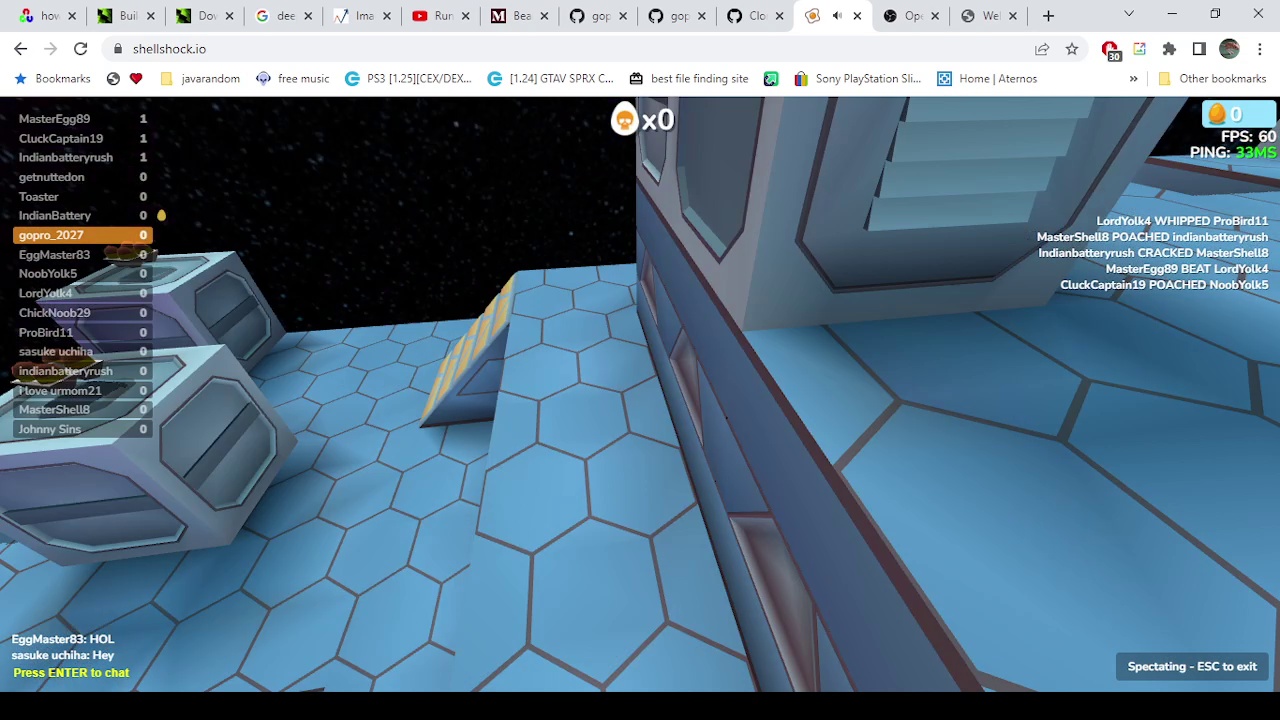 how
Buil
Dov
dee
Ima
Run
Bea
gop
gop
Clo
Ope
Wel
shellshock.io
30
Bookmarks
javarandom
free music
PS3 [1.25][CEX/DEX...
[1.24] GTAV SPRX C...
best file finding site
Sony PlayStation Sli...
Home | Aternos
Other bookmarks
MasterEgg89 1
CluckCaptain19 1
Indianbatteryrush 1
getnuttedon 0
Toaster 0
IndianBattery 0
gopro_2027 0
EggMaster83 0
NoobYolk5 0
LordYolk4 0
ChickNoob29 0
ProBird11 0
sasuke uchiha 0
indianbatteryrush 0
I love urmom21 0
MasterShell8 0
Johnny Sins 0
x0
0
FPS: 60
PING: 33MS
LordYolk4 WHIPPED ProBird11
MasterShell8 POACHED indianbatteryrush
Indianbatteryrush CRACKED MasterShell8
MasterEgg89 BEAT LordYolk4
CluckCaptain19 POACHED NoobYolk5
EggMaster83: HOL
sasuke uchiha: Hey
Press ENTER to chat
Spectating - ESC to exit